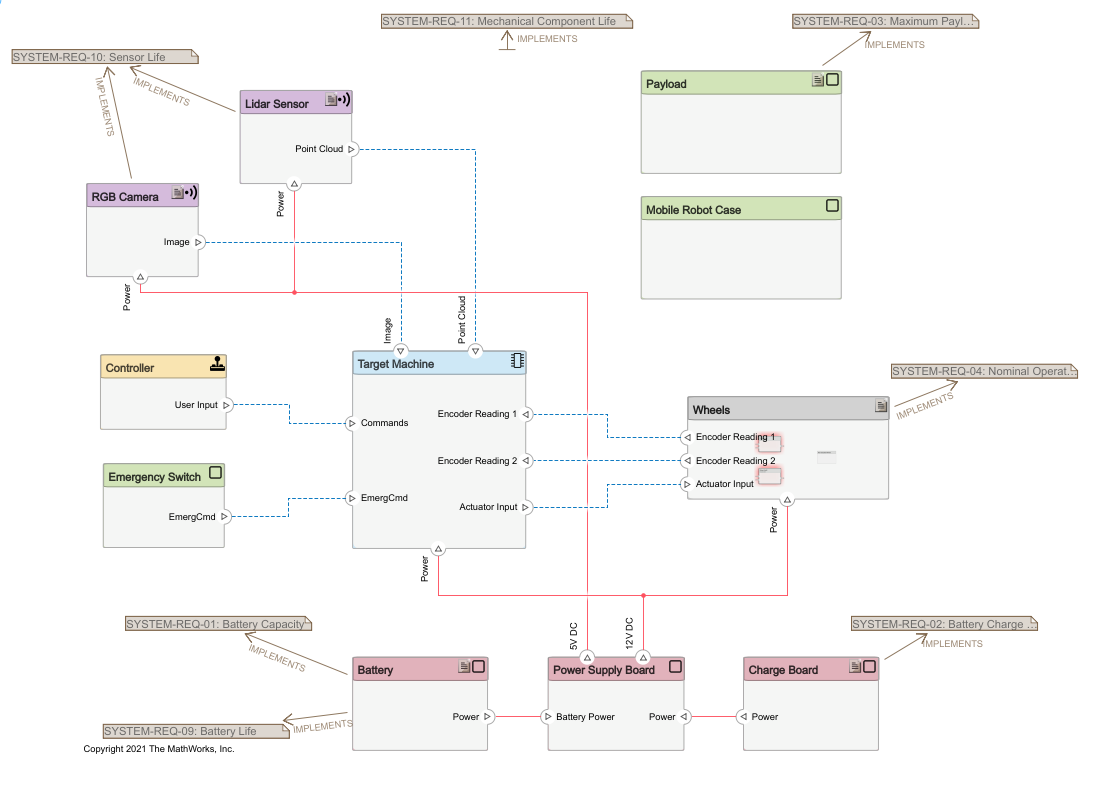 SYSTEM-REQ-11: Mechanical Component Life
IMPLEMENTS
SYSTEM-REQ-03: Maximum Payl...
IMPLEMENTS
SYSTEM-REQ-10: Sensor Life
IMPLEMENTS
IMPLEMENTS
Lidar Sensor
Point Cloud
Power
Payload
RGB Camera
Image
Power
Mobile Robot Case
Image
Point Cloud
Controller
User Input
Target Machine
Commands
EmergCmd
Encoder Reading 1
Encoder Reading 2
Actuator Input
Power
SYSTEM-REQ-04: Nominal Operat...
IMPLEMENTS
Wheels
Encoder Reading 1
Encoder Reading 2
Actuator Input
Power
Emergency Switch
EmergCmd
SYSTEM-REQ-01: Battery Capacity
IMPLEMENTS
5V DC
12V DC
SYSTEM-REQ-02: Battery Charge ...
IMPLEMENTS
Battery
Power
Power Supply Board
Battery Power
Power
Charge Board
Power
SYSTEM-REQ-09: Battery Life
IMPLEMENTS
Copyright 2021 The MathWorks, Inc.